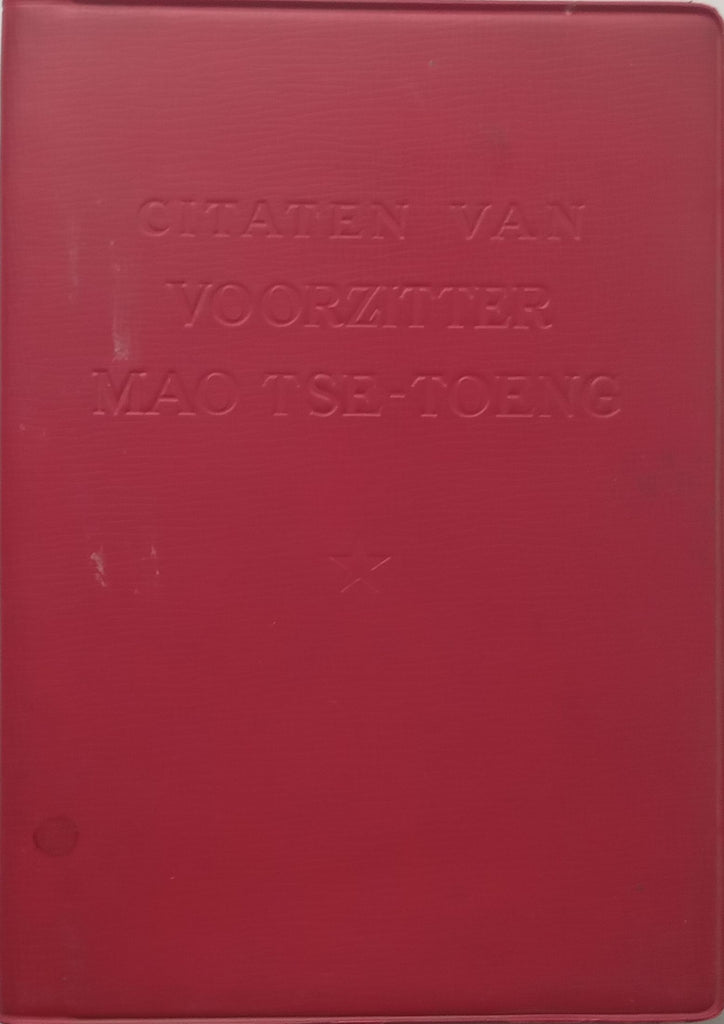 CITATEN VAN
VOORZITTER
MAO TSE-TOENG